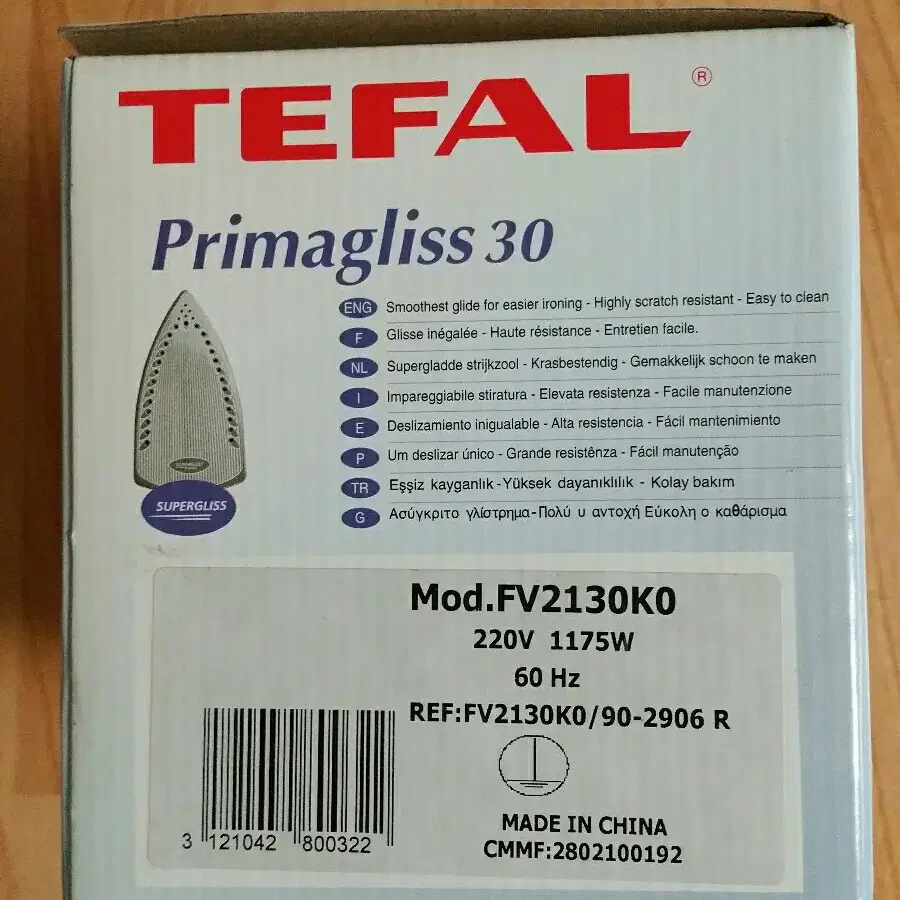 TEFAL®
Primagliss 30
ENG Smoothest glide for easier ironing - Highly scratch resistant - Easy to clean
F Glisse inégalée - Haute résistance - Entretien facile.
NL Supergladde strijkzool - Krasbestendig - Gemakkelijk schoon te maken
I Impareggiabile stiratura - Elevata resistenza - Facile manutenzione
E Deslizamiento inigualable - Alta resistencia - Fácil mantenimiento
P Um deslizar único - Grande resistênza - Fácil manutenção
TR Eşsiz kayganlık - Yüksek dayanıklılık - Kolay bakım
G Ασύγκριτο γλίστρημα - Πολύ υ αντοχή Εύκολη ο καθάρισμα
SUPERGLISS
Mod.FV2130K0
220V 1175W
60 Hz
REF:FV2130K0/90-2906 R
3 121042 800322
MADE IN CHINA
CMMF:2802100192